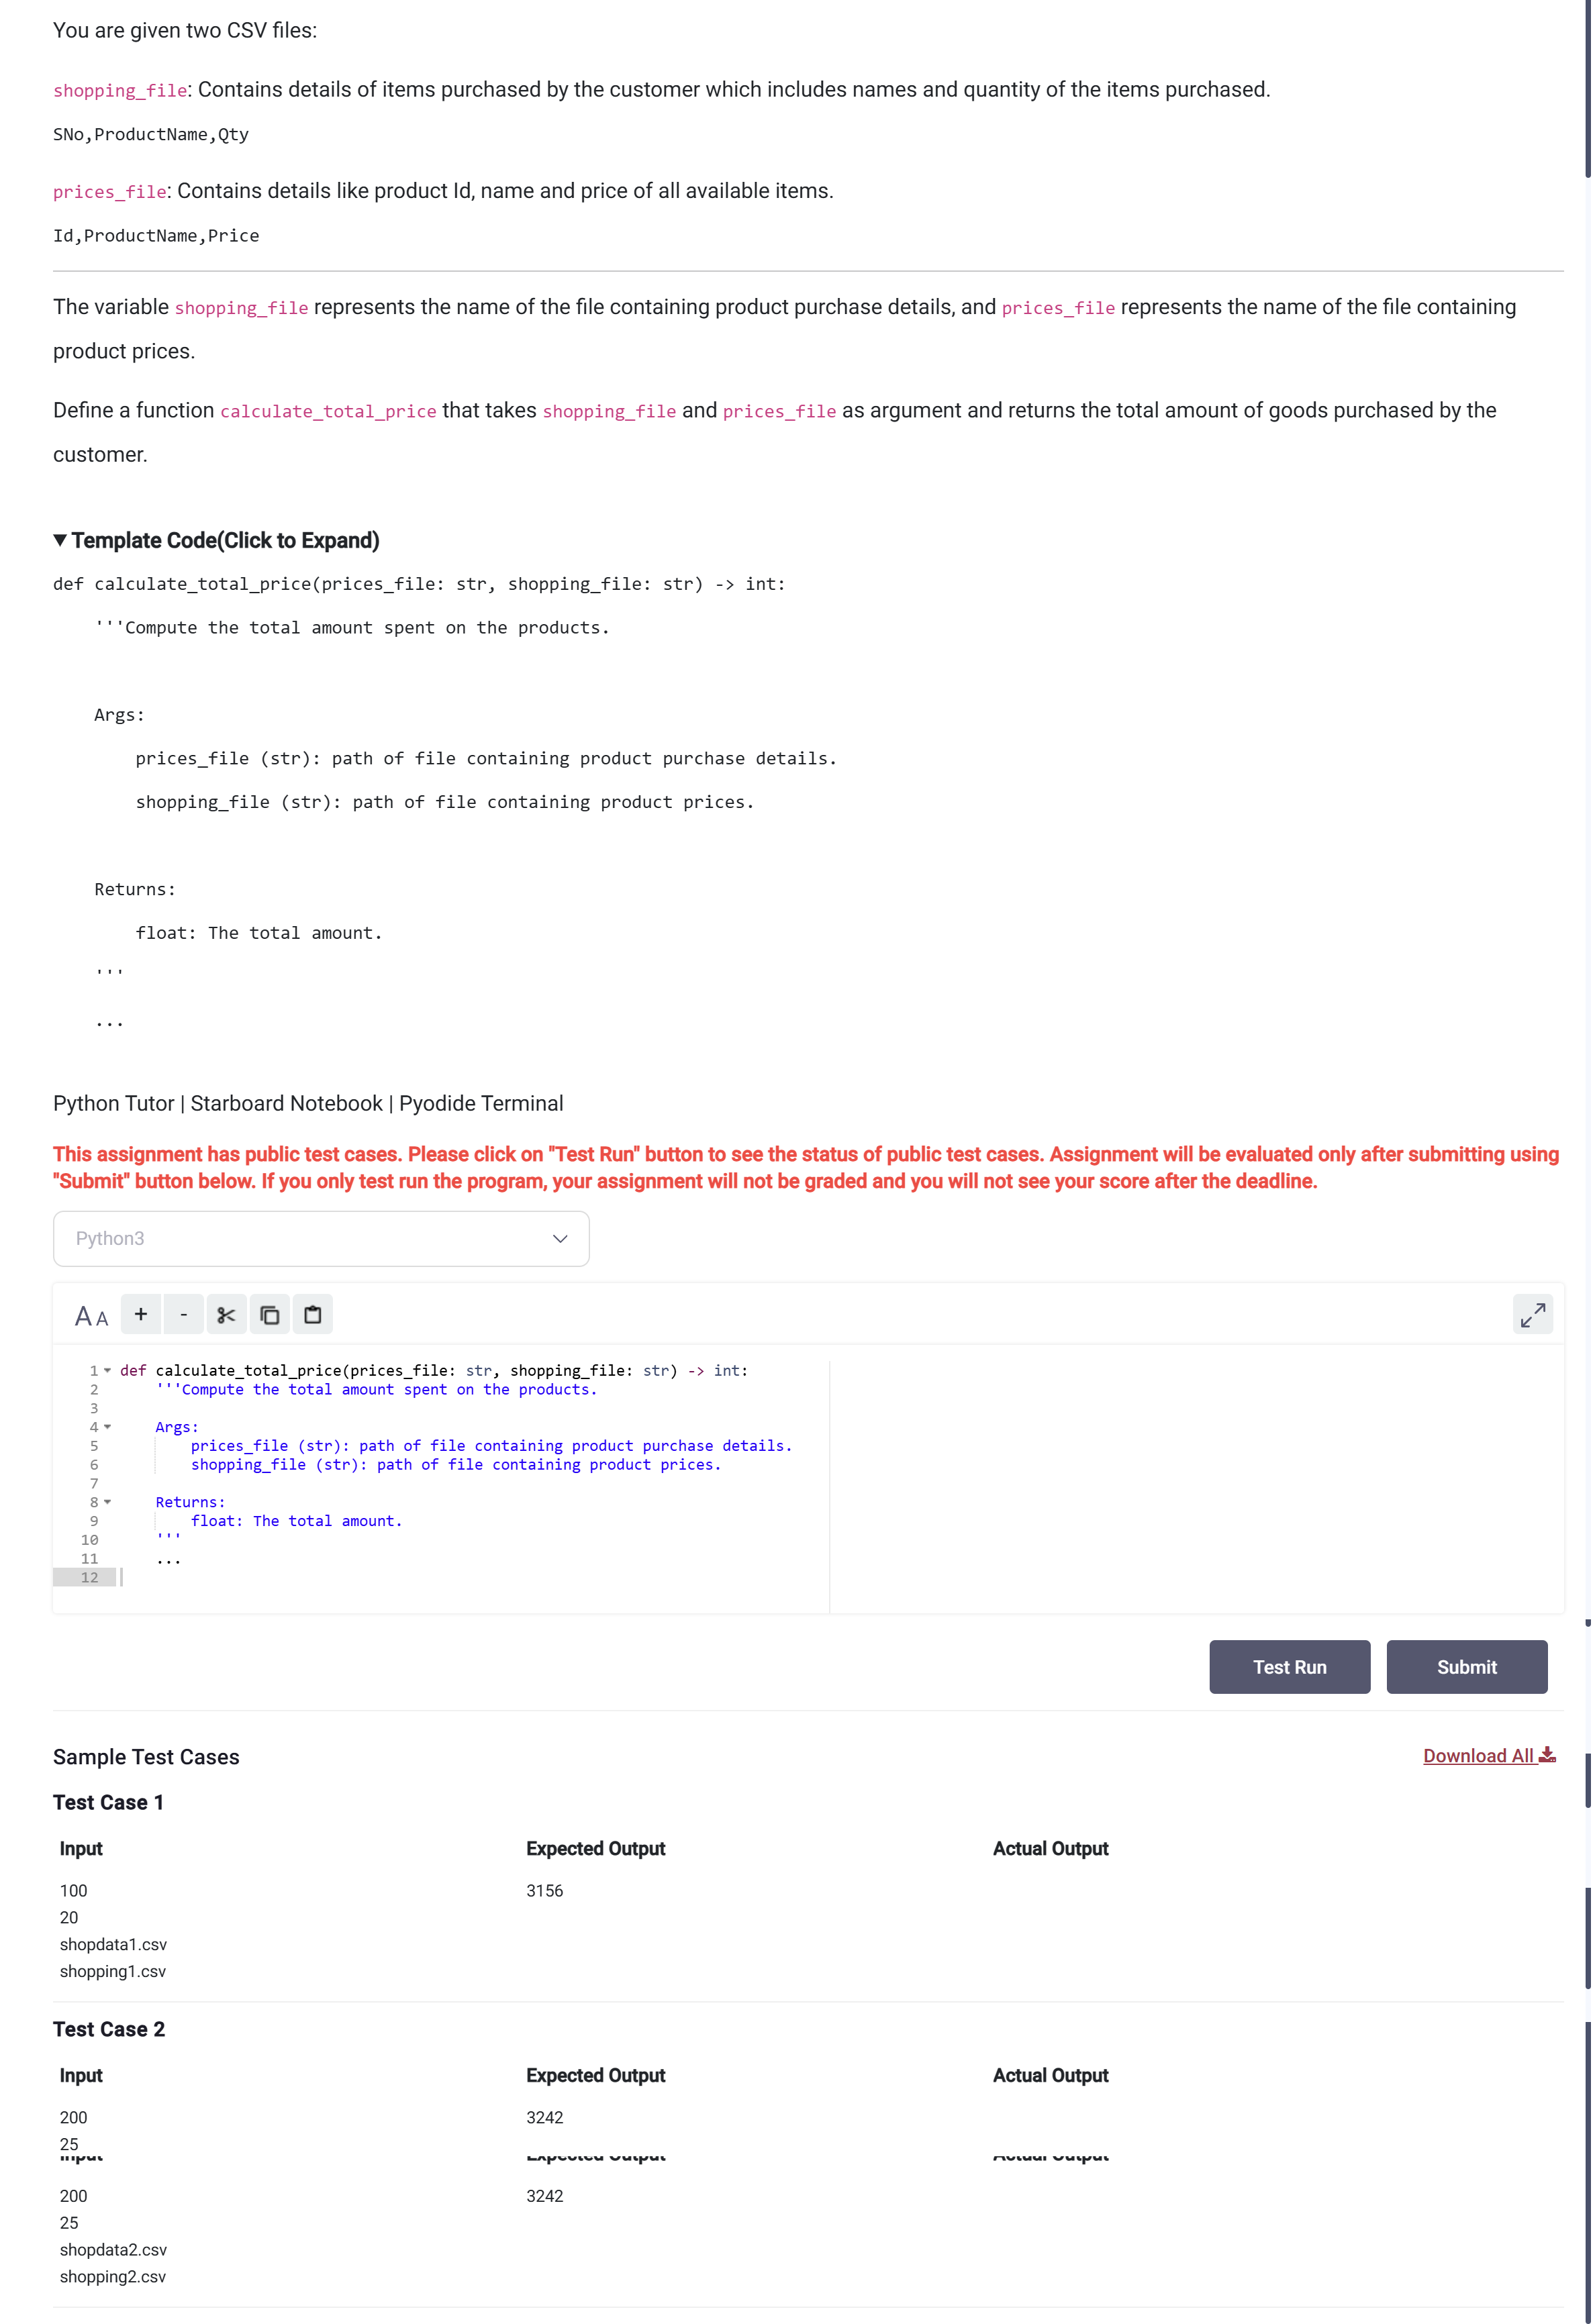 You are given two CSV files:
shopping_file: Contains details of items purchased by the customer which includes names and quantity of the items purchased.
SNo,ProductName,Qty
prices_file: Contains details like product Id, name and price of all available items.
Id,ProductName,Price
The variable shopping_file represents the name of the file containing product purchase details, and prices_file represents the name of the file containing
product prices.
Define a function calculate_total_price that takes shopping_file and prices_file as argument and returns the total amount of goods purchased by the
customer.
▼ Template Code(Click to Expand)
def calculate_total_price(prices_file: str, shopping_file: str) -> int:
    '''Compute the total amount spent on the products.
    Args:
        prices_file (str): path of file containing product purchase details.
        shopping_file (str): path of file containing product prices.
    Returns:
        float: The total amount.
    '''
    ...
Python Tutor | Starboard Notebook | Pyodide Terminal
This assignment has public test cases. Please click on "Test Run" button to see the status of public test cases. Assignment will be evaluated only after submitting using
"Submit" button below. If you only test run the program, your assignment will not be graded and you will not see your score after the deadline.
Python3
A A + -
1 def calculate_total_price(prices_file: str, shopping_file: str) -> int:
2     '''Compute the total amount spent on the products.
3
4     Args:
5         prices_file (str): path of file containing product purchase details.
6         shopping_file (str): path of file containing product prices.
7
8     Returns:
9         float: The total amount.
10     '''
11     ...
12
Test Run Submit
Sample Test Cases Download All
Test Case 1
Input Expected Output Actual Output
100 3156
20
shopdata1.csv
shopping1.csv
Test Case 2
Input Expected Output Actual Output
200 3242
25
Input Expected Output Actual Output
200 3242
25
shopdata2.csv
shopping2.csv